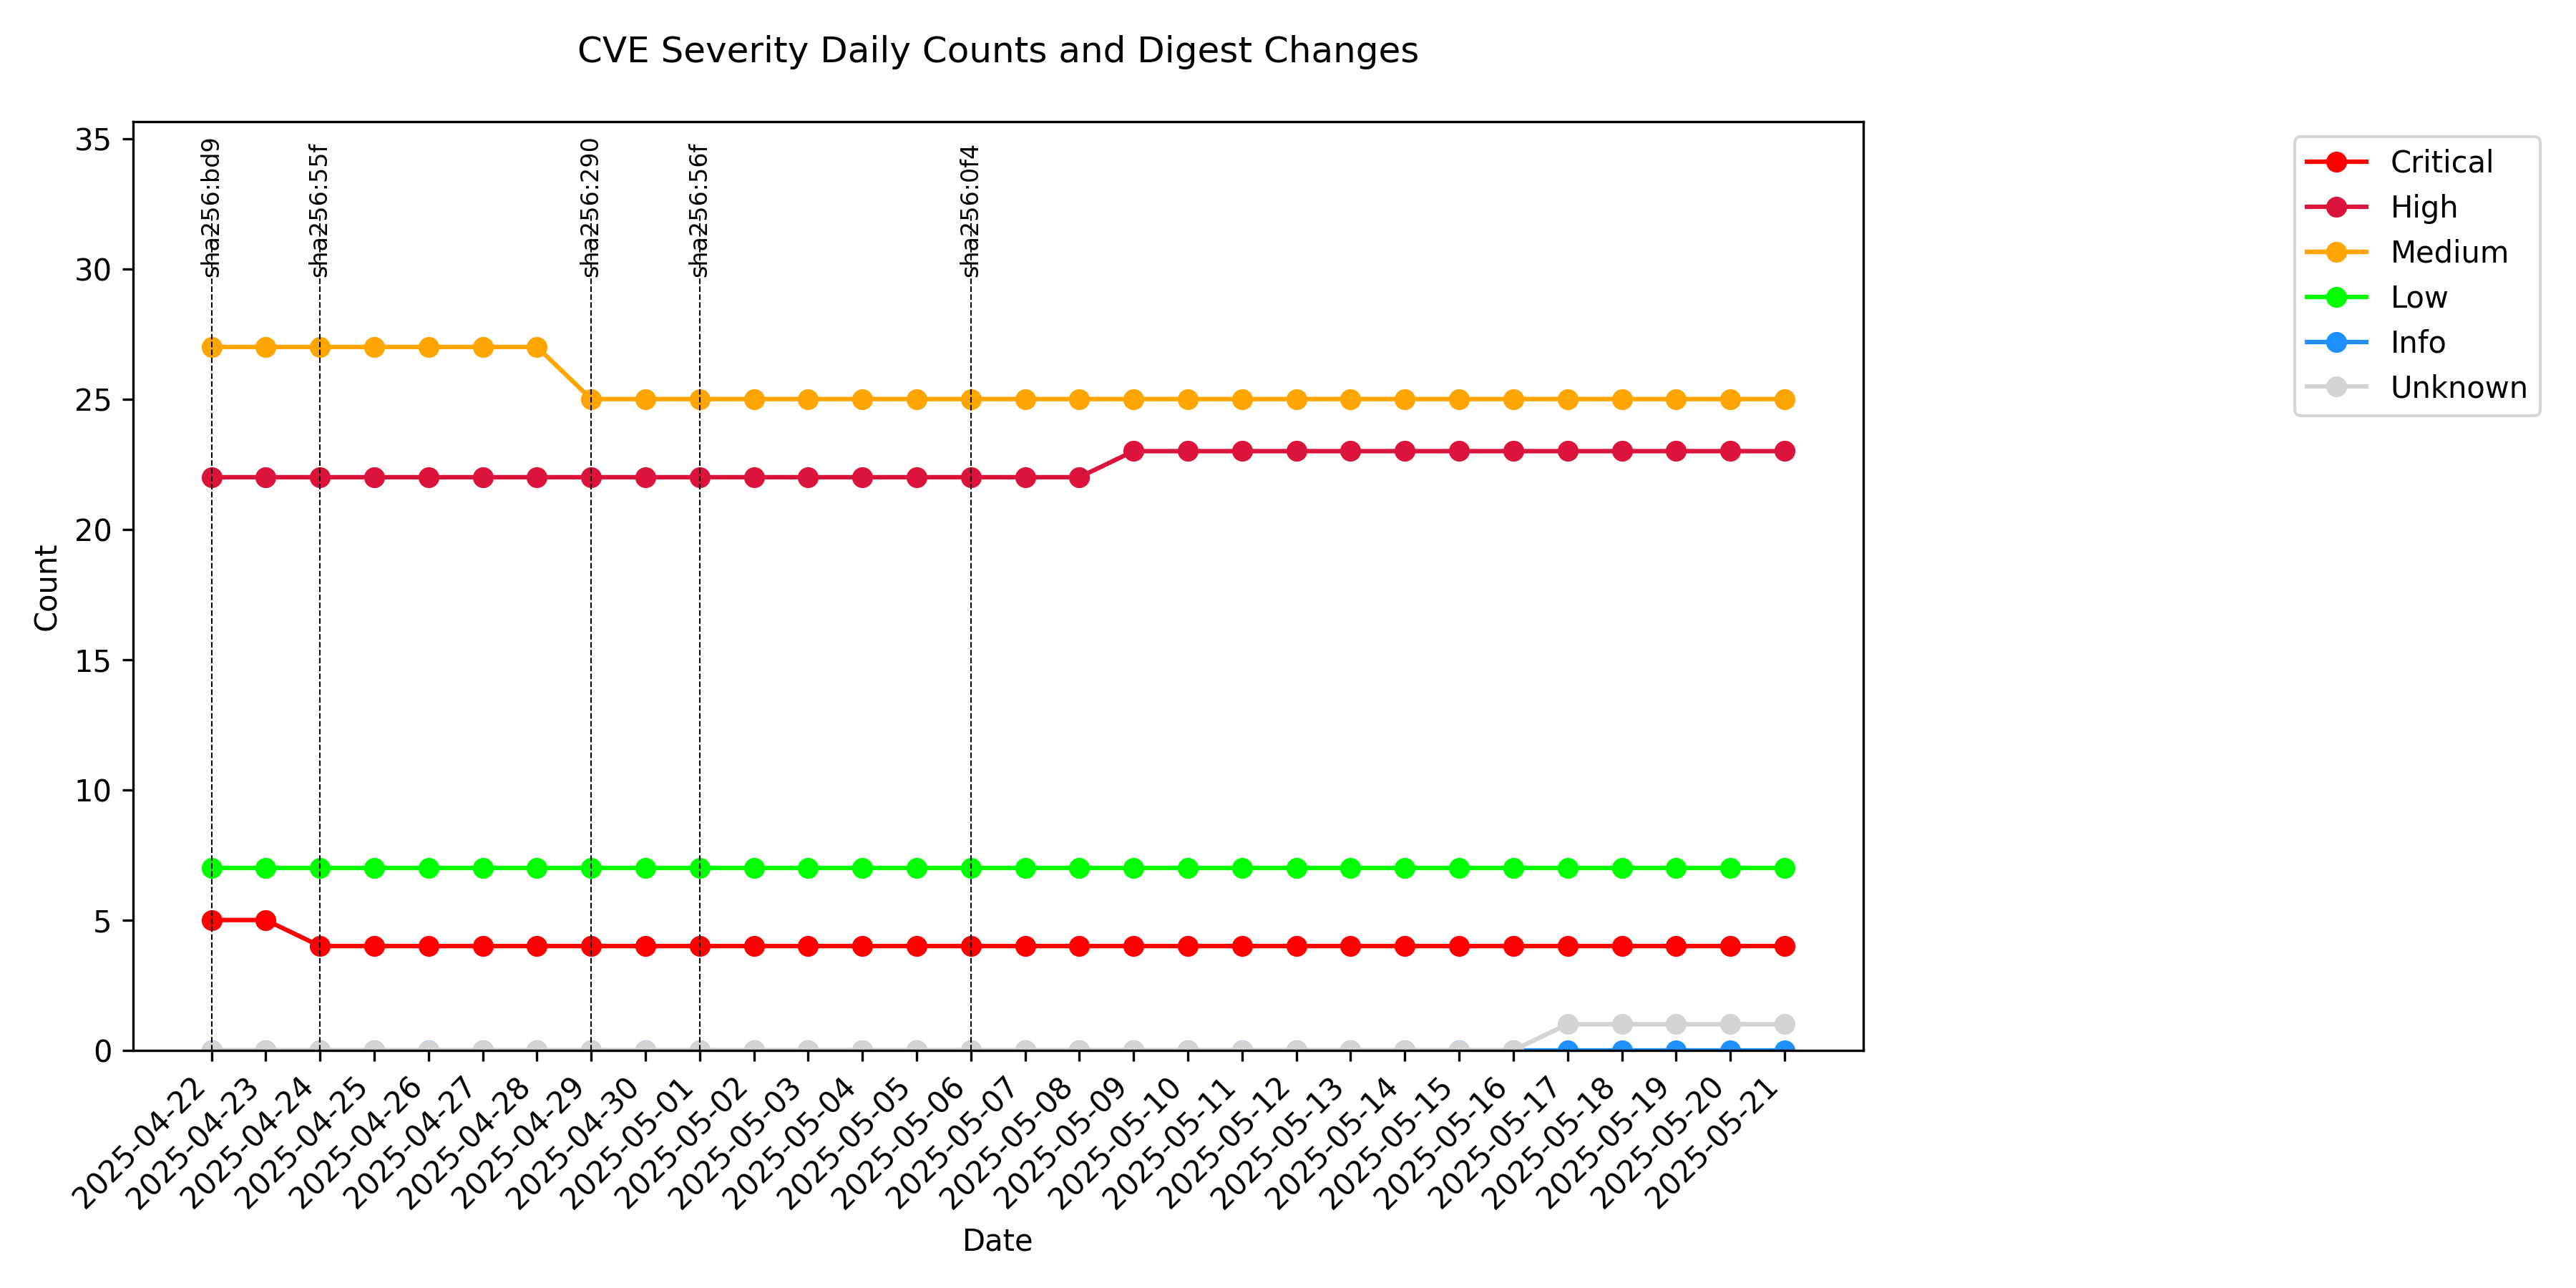 CVE Severity Daily Counts and Digest Changes
35
30
25
20
15
10
5
0
Count
sha256:bd9
sha256:55f
sha256:290
sha256:56f
sha256:0f4
Critical
High
Medium
Low
Info
Unknown
2025-04-22
2025-04-23
2025-04-24
2025-04-25
2025-04-26
2025-04-27
2025-04-28
2025-04-29
2025-04-30
2025-05-01
2025-05-02
2025-05-03
2025-05-04
2025-05-05
2025-05-06
2025-05-07
2025-05-08
2025-05-09
2025-05-10
2025-05-11
2025-05-12
2025-05-13
2025-05-14
2025-05-15
2025-05-16
2025-05-17
2025-05-18
2025-05-19
2025-05-20
2025-05-21
Date